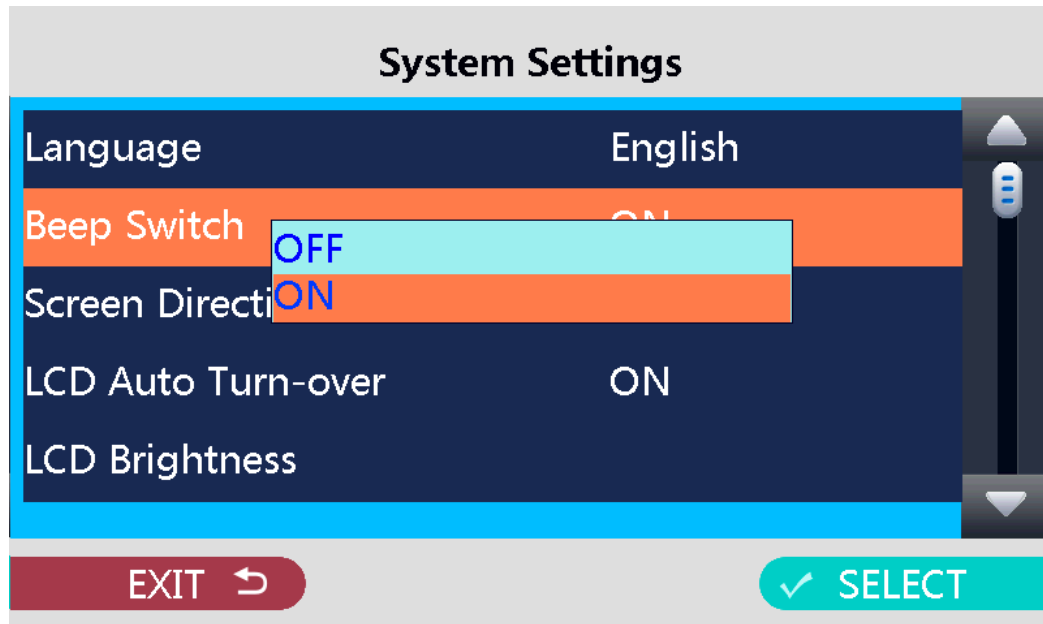 System Settings
Language English
Beep Switch ON
OFF
ON
Screen Directi
LCD Auto Turn-over ON
LCD Brightness
EXIT SELECT